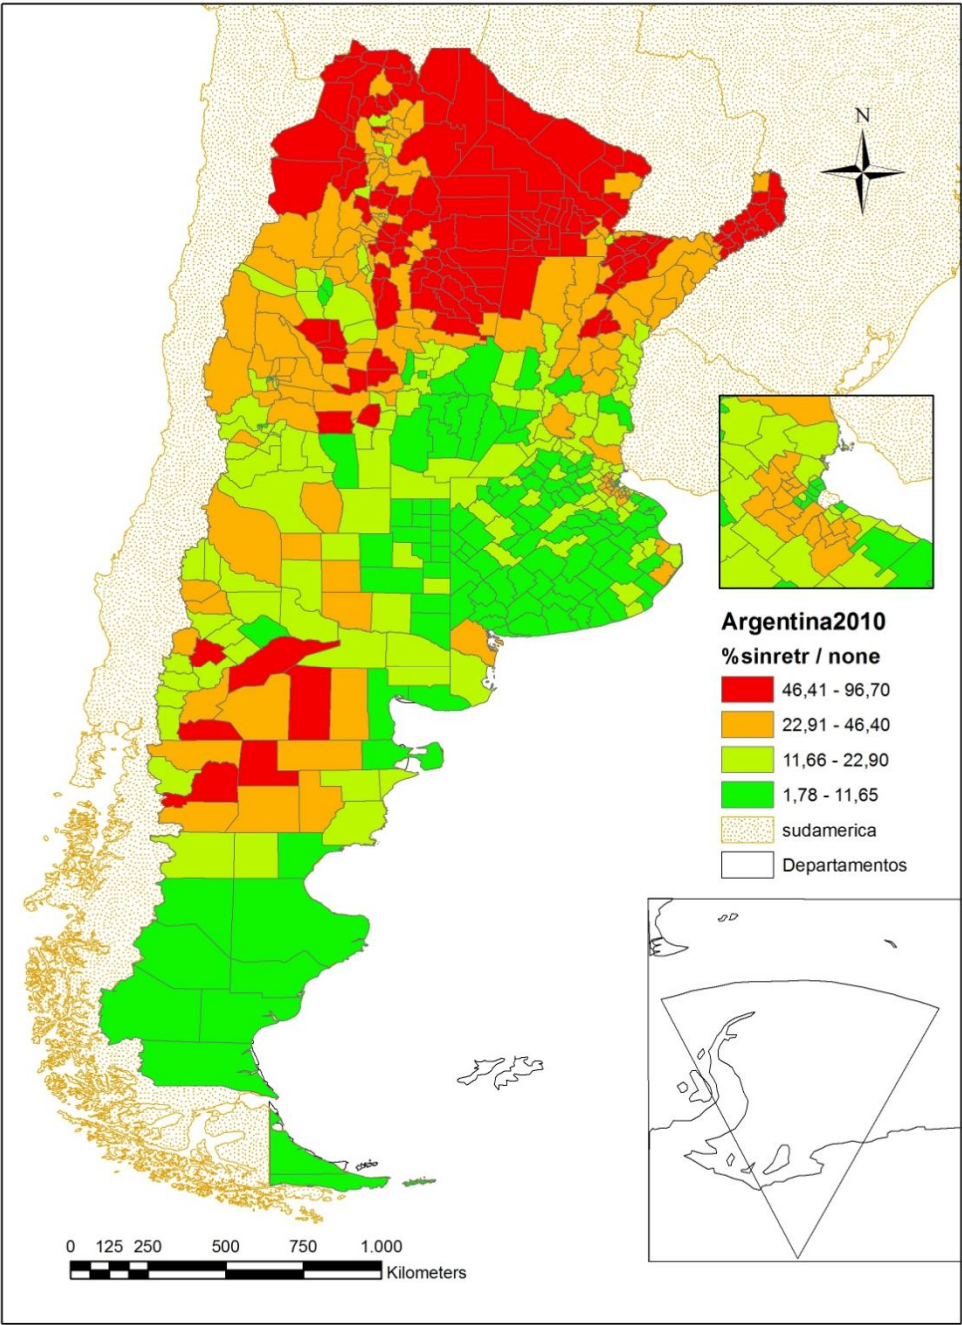 N
Argentina2010
%sinretr / none
46,41 - 96,70
22,91 - 46,40
11,66 - 22,90
1,78 - 11,65
sudamerica
Departamentos
0 125 250 500 750 1.000
Kilometers